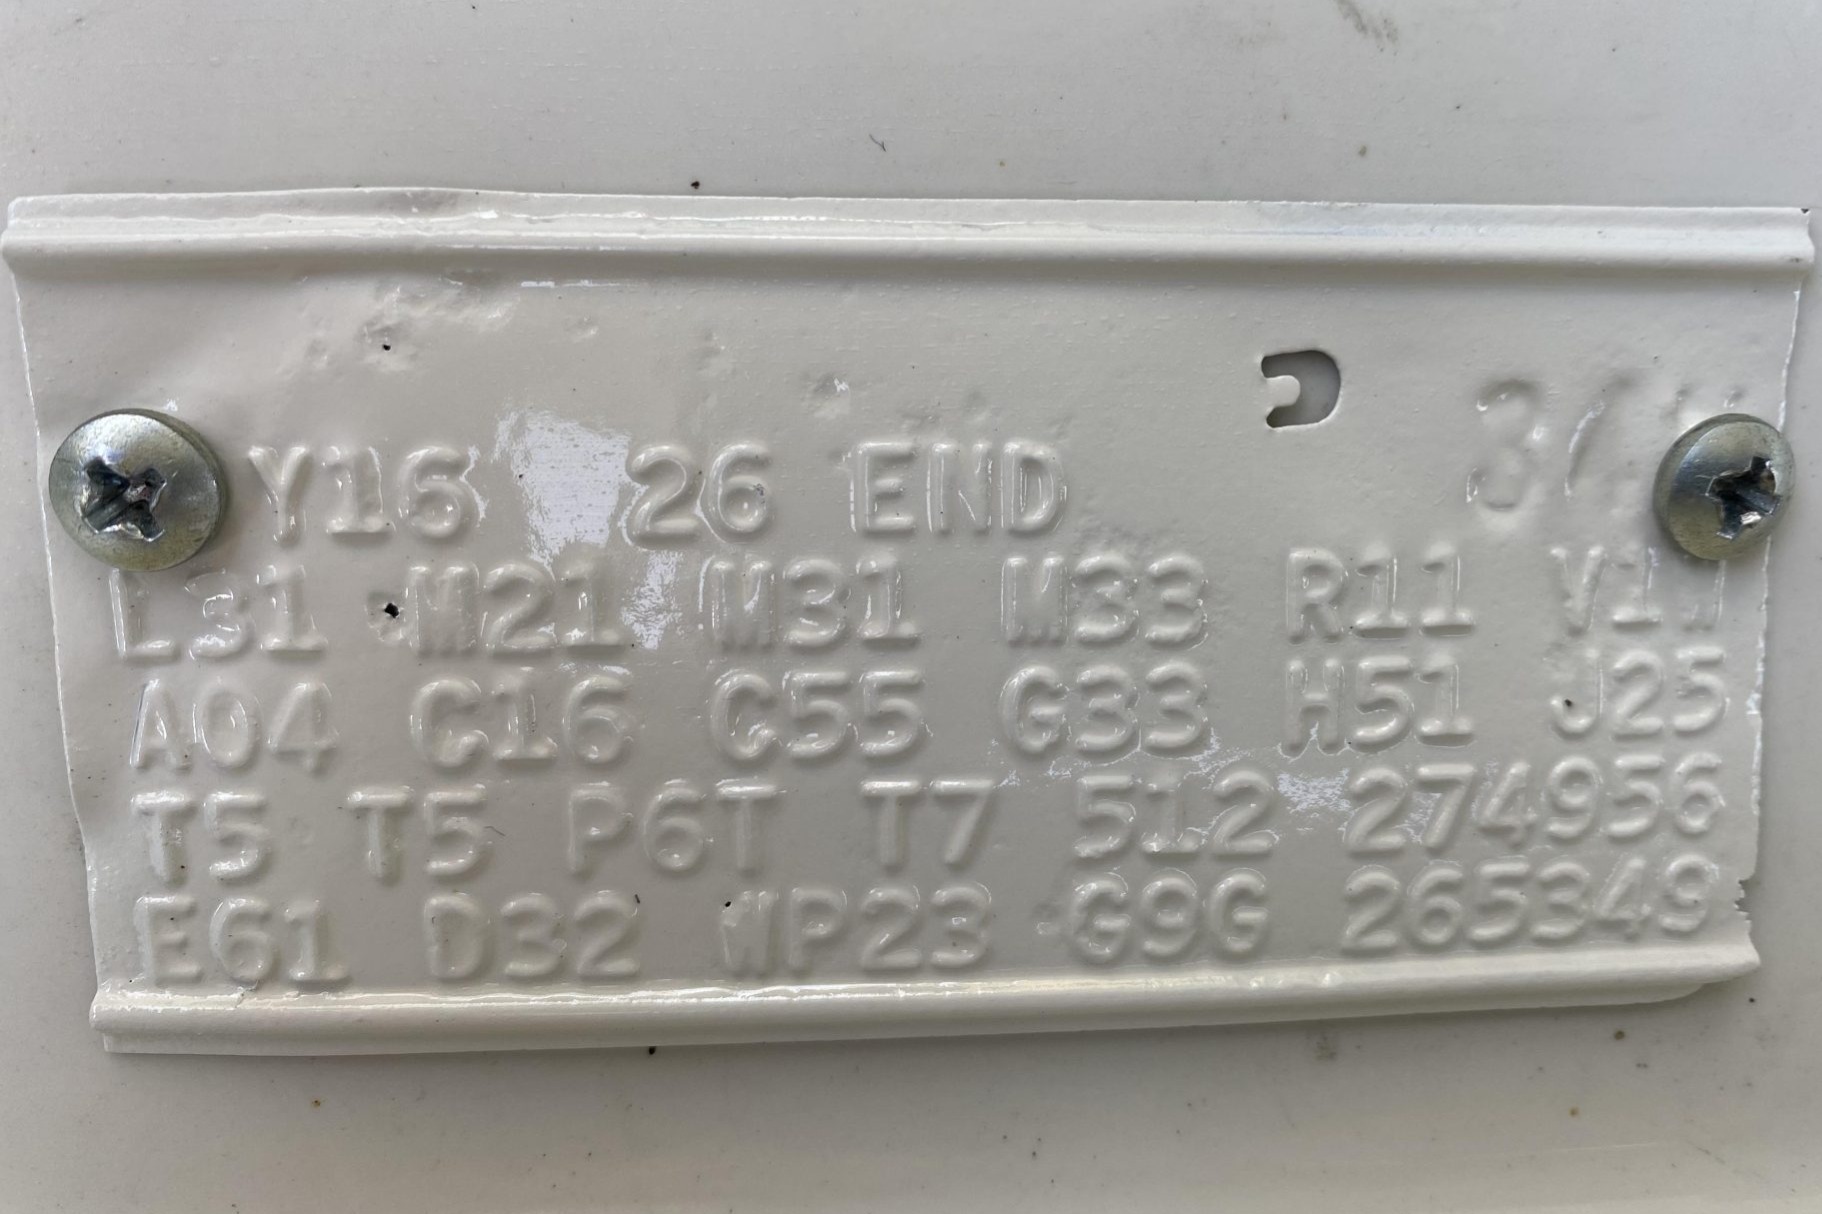 Y16 26 END
L31 M21 M31 M33 R11 V1W
A04 C16 C55 G33 H51 J25
T5 T5 P6T T7 512 274956
E61 D32 WP23 G9G 265349